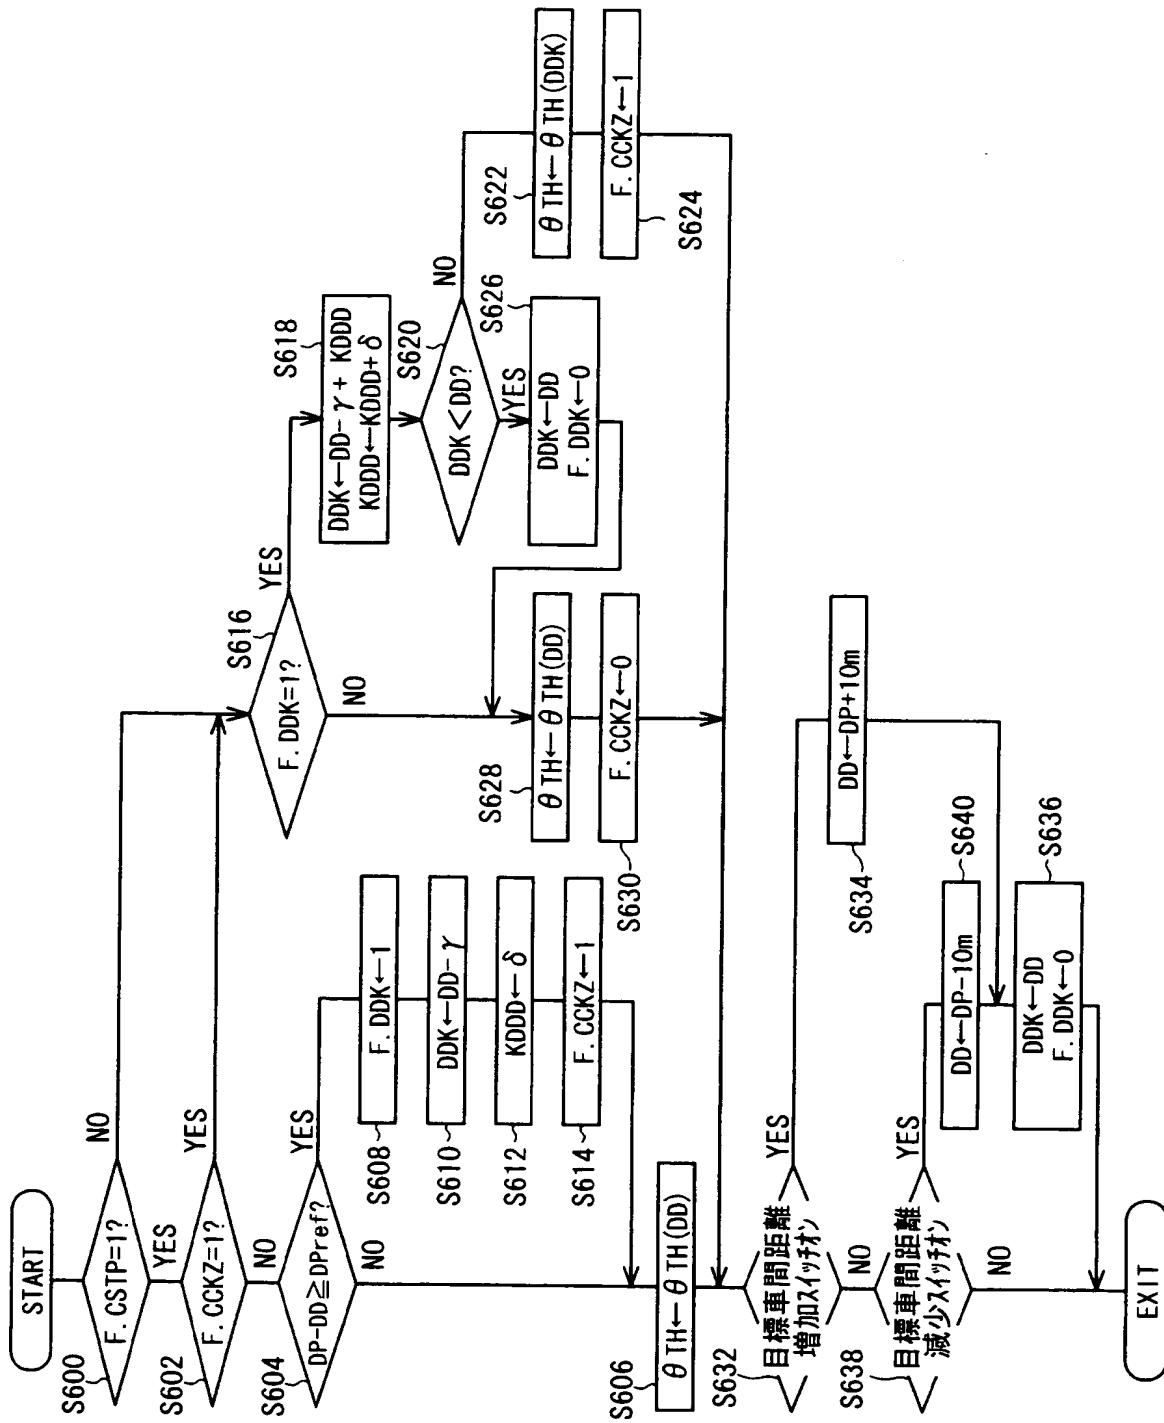 START
F. CSTP=1?
S600
NO
YES
F. CCKZ=1?
S602
YES
NO
DP-DD≧DPref?
S604
YES
NO
F. DDK←1
S608
DDK←DD-γ
S610
KDDD←δ
S612
F. CCKZ←1
S614
θTH←θTH(DD)
S606
F. DDK=1?
S616
YES
NO
DDK←DD-γ+KDDD
KDDD←KDDD+δ
S618
DDK<DD?
S620
NO
YES
θTH←θTH(DDK)
S622
F. CCKZ←1
S624
DDK←DD
F. DDK←0
S626
θTH←θTH(DD)
S628
F. CCKZ←0
S630
目標車間距離
増加スイッチオン
S632
YES
NO
DD←DP+10m
S634
目標車間距離
減少スイッチオン
S638
YES
NO
DD←DP-10m
S640
DDK←DD
F. DDK←0
S636
EXIT